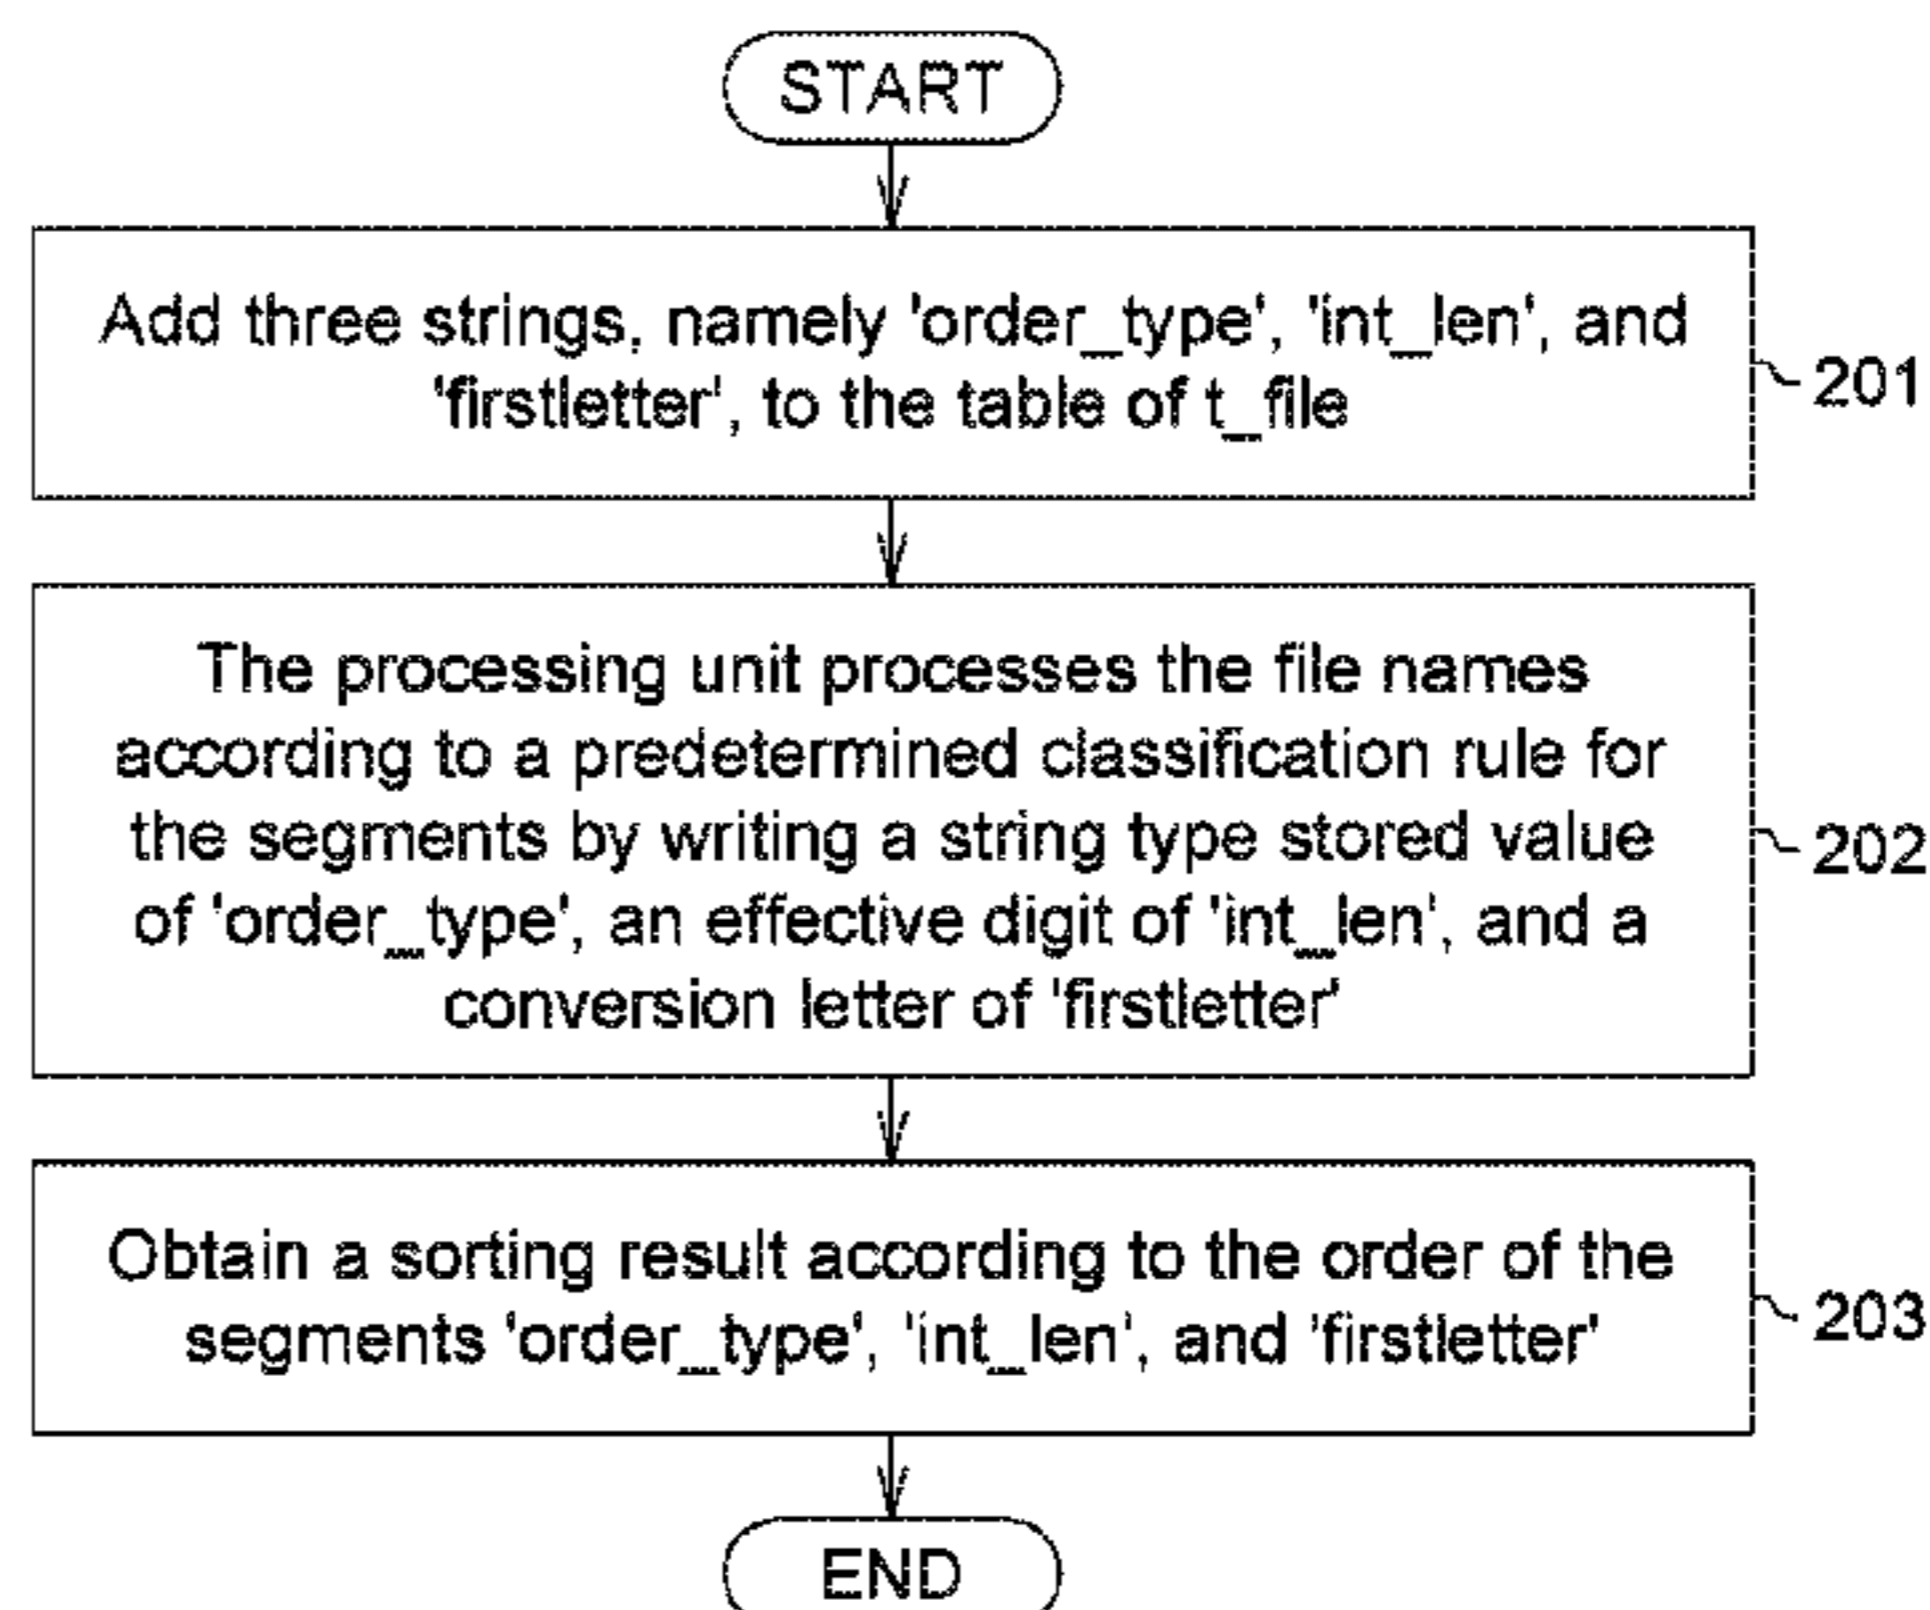 START
Add three strings, namely 'order_type', 'int_len', and
'firstletter', to the table of t_file
201
The processing unit processes the file names
according to a predetermined classification rule for
the segments by writing a string type stored value
of 'order_type', an effective digit of 'int_len', and a
conversion letter of 'firstletter'
202
Obtain a sorting result according to the order of the
segments 'order_type', 'int_len', and 'firstletter'
203
END